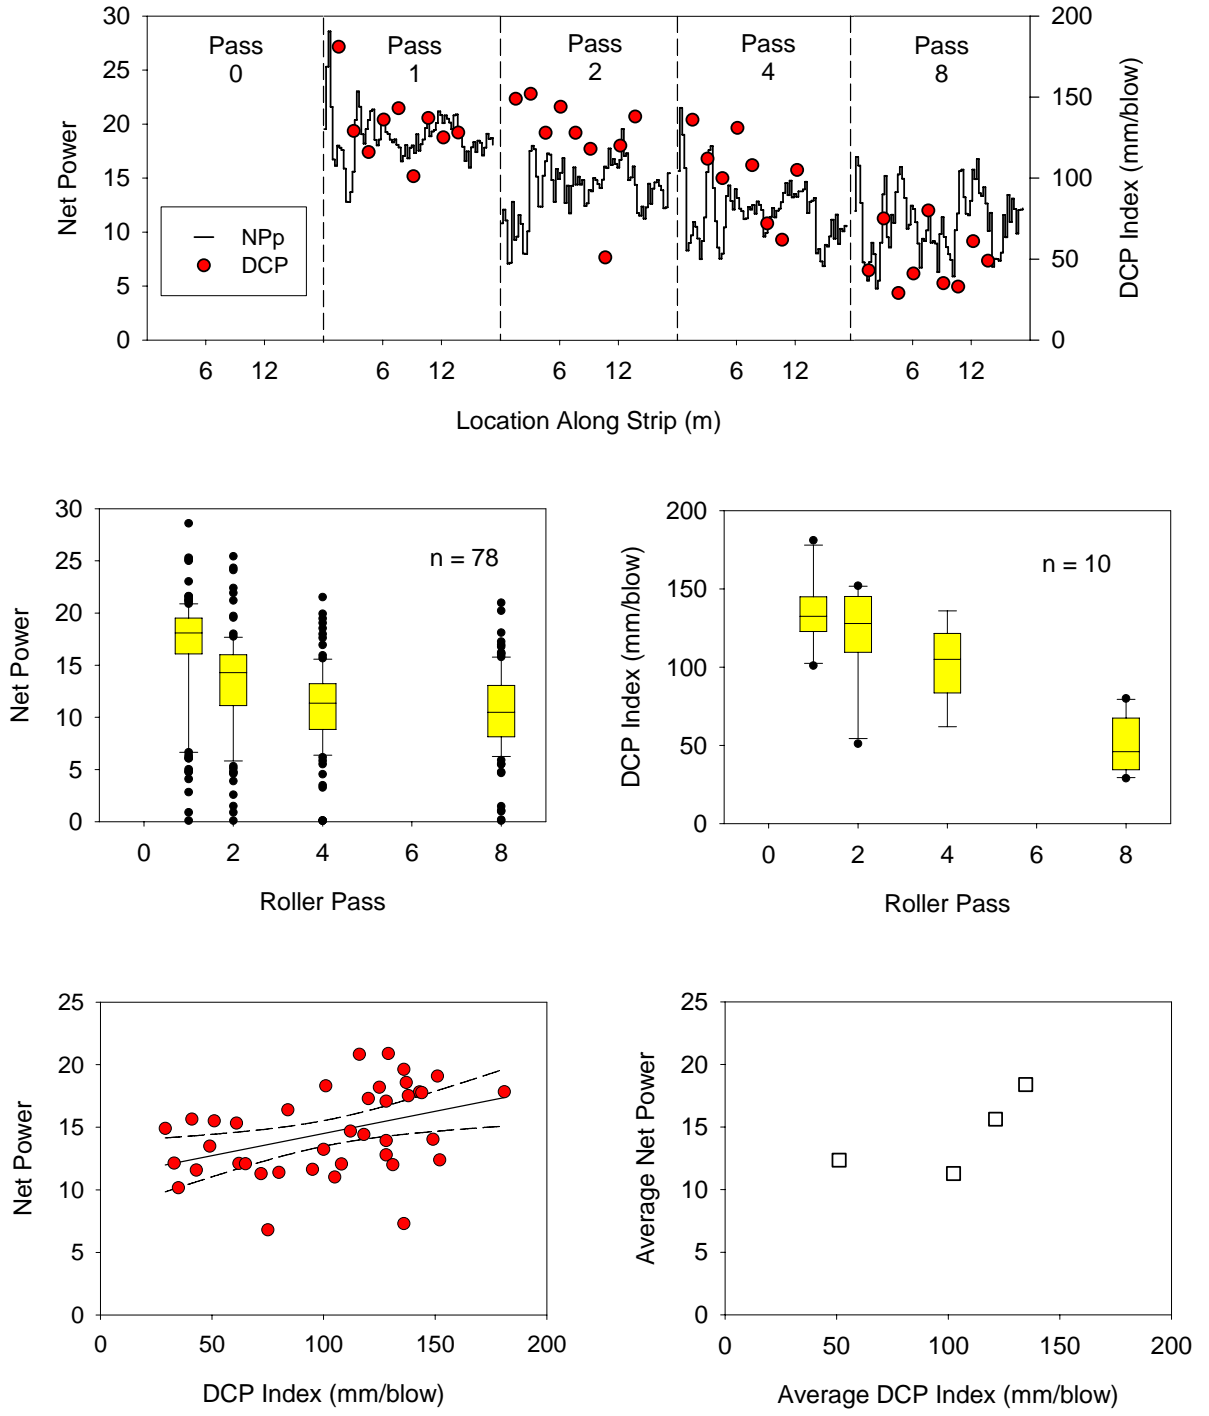 30 Pass Pass Pass Pass Pass 200
0 1 2 4 8
25
150
20
15 100
10
50
5
0 0
NPp
DCP
Net Power
DCP Index (mm/blow)
6 12 6 12 6 12 6 12 6 12
Location Along Strip (m)
30
25
20
15
10
5
0
n = 78
Net Power
0 2 4 6 8
Roller Pass
200
150
100
50
0
n = 10
DCP Index (mm/blow)
0 2 4 6 8
Roller Pass
25
20
15
10
5
0
Net Power
0 50 100 150 200
DCP Index (mm/blow)
25
20
15
10
5
0
Average Net Power
0 50 100 150 200
Average DCP Index (mm/blow)